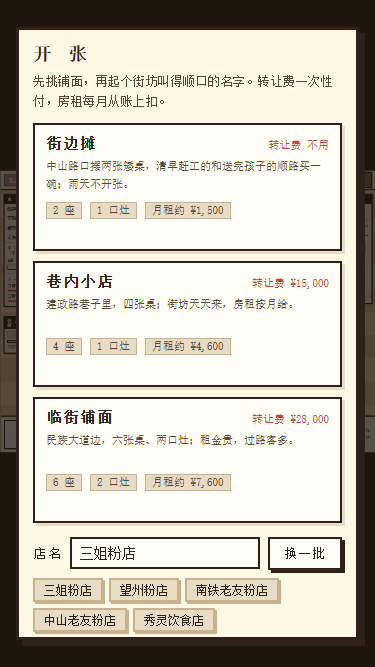 开 张
先挑铺面，再起个街坊叫得顺口的名字。转让费一次性
付，房租每月从账上扣。
街边摊 转让费 不用
中山路口摆两张矮桌，清早赶工的和送完孩子的顺路买一
碗；雨天不开张。
2 座 1 口灶 月租约 ¥1,500
巷内小店 转让费 ¥15,000
建政路巷子里，四张桌；街坊天天来，房租按月给。
4 座 1 口灶 月租约 ¥4,600
临街铺面 转让费 ¥28,000
民族大道边，六张桌、两口灶；租金贵，过路客多。
6 座 2 口灶 月租约 ¥7,600
店名 三姐粉店 换一批
三姐粉店 望州粉店 南铁老友粉店
中山老友粉店 秀灵饮食店